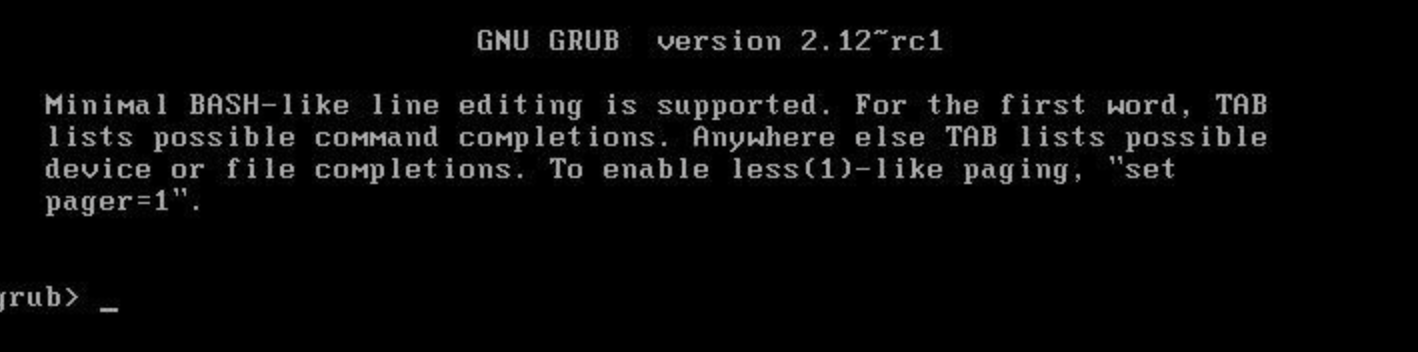 GNU GRUB  version 2.12~rc1
Minimal BASH-like line editing is supported. For the first word, TAB
lists possible command completions. Anywhere else TAB lists possible
device or file completions. To enable less(1)-like paging, "set
pager=1".
grub> _